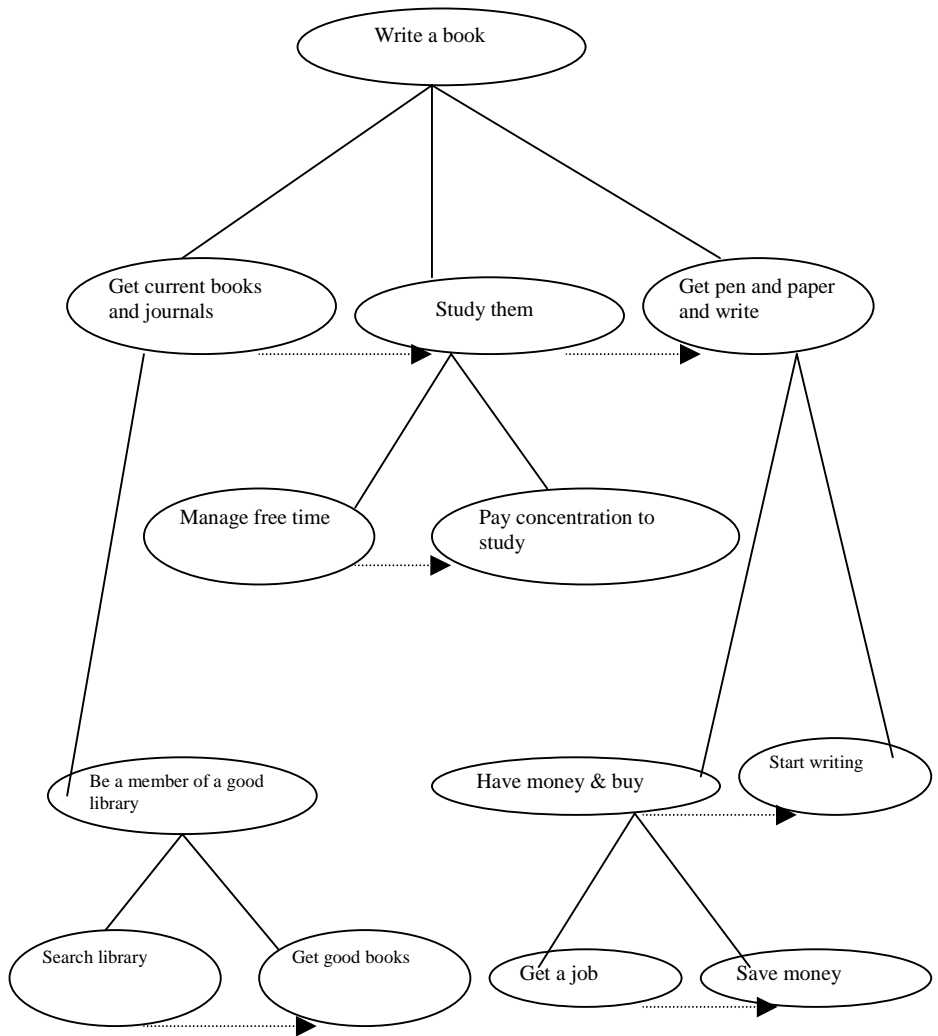 Write a book
Get current books
and journals
Study them
Get pen and paper
and write
Manage free time
Pay concentration to
study
Be a member of a good
library
Have money & buy
Start writing
Search library
Get good books
Get a job
Save money